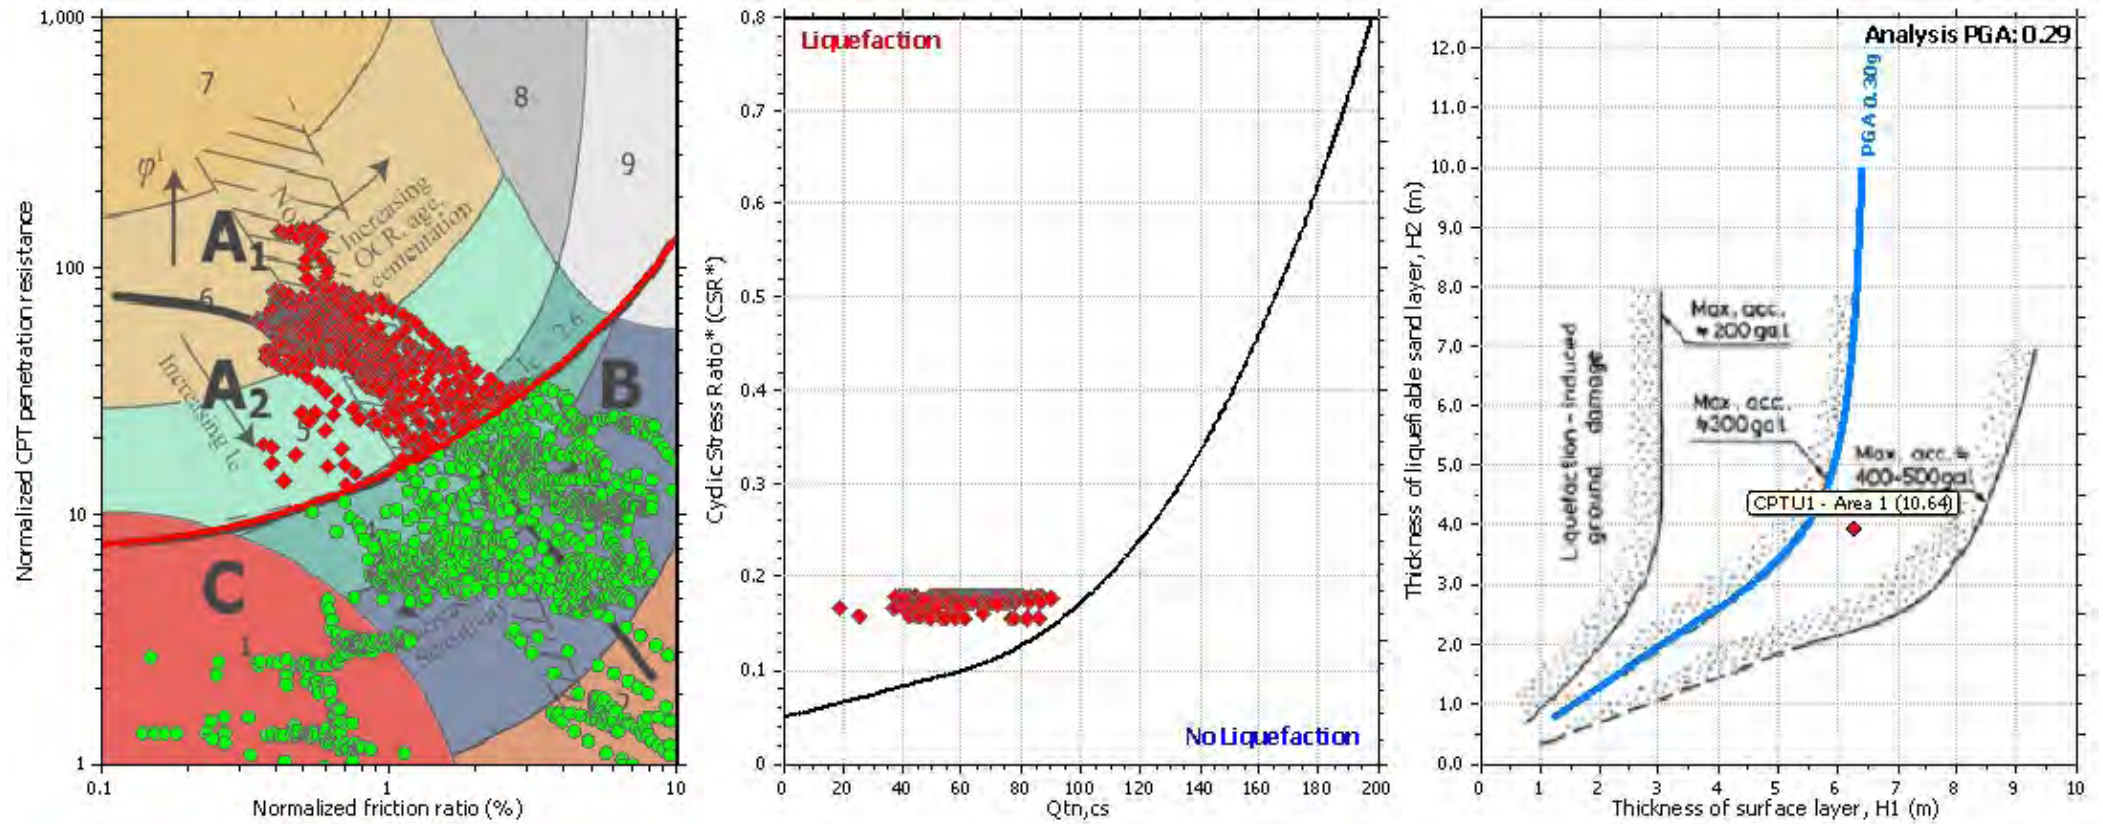 1,000
100
10
1
Normalized CPT penetration resistance
0.1
1
10
Normalized friction ratio (%)
7
8
9
φ'
A1
No
Increasing
OCR, age,
cementation
6
A2
Increasing Ic
5
Ic
2.6
B
4
C
1
2
0.8
0.7
0.6
0.5
0.4
0.3
0.2
0.1
0
Cyclic Stress Ratio* (CSR*)
Liquefaction
No Liquefaction
0 20 40 60 80 100 120 140 160 180 200
Qtn,cs
12.0
11.0
10.0
9.0
8.0
7.0
6.0
5.0
4.0
3.0
2.0
1.0
0.0
Thickness of liquefiable sand layer, H2 (m)
Analysis PGA: 0.29
PGA 0.30g
Liquefaction - induced
ground damage
Max. acc.
≒ 200 gal
Max. acc.
≒300gal
Max. acc. ≒
400-500gal
CPTU1 - Area 1 (10.64)
0 1 2 3 4 5 6 7 8 9 10
Thickness of surface layer, H1 (m)